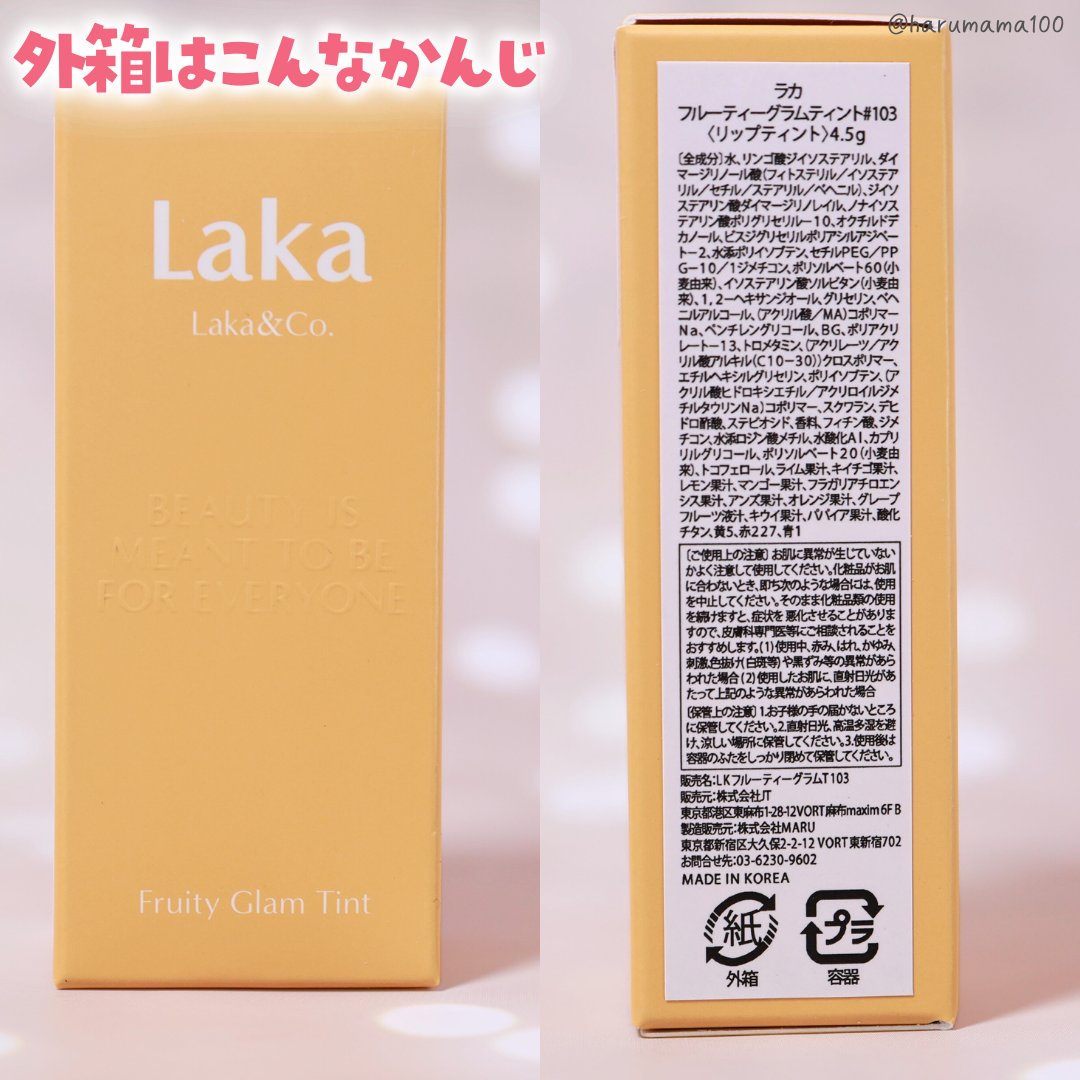 外箱はこんなかんじ
@harumama100
Laka
Laka&Co.
BEAUTY IS
MEANT TO BE
FOR EVERYONE
Fruity Glam Tint
ラカ
フルーティーグラムティント#103
〈リップティント〉4.5g
〔全成分〕水、リンゴ酸ジイソステアリル、ダイ
マージリノール酸（フィトステリル／イソステア
リル／セチル／ステアリル／ベヘニル）、ジイソ
ステアリン酸ダイマージリノレイル、ノナイソス
テアリン酸ポリグリセリル－10、オクチルドデ
カノール、ビスジグリセリルポリアシルアジペー
ト－2、水添ポリイソブテン、セチルPEG／PP
G－10／1ジメチコン、ポリソルベート60（小
麦由来）、イソステアリン酸ソルビタン（小麦由
来）、1，2－ヘキサンジオール、グリセリン、ベヘ
ニルアルコール、（アクリル酸／MA）コポリマー
Na、ペンチレングリコール、BG、ポリアクリ
レート－13、トロメタミン、（アクリレーツ／アク
リル酸アルキル（C10－30））クロスポリマー、
エチルヘキシルグリセリン、ポリイソブテン、（ア
クリル酸ヒドロキシエチル／アクリロイルジメ
チルタウリンNa）コポリマー、スクワラン、デヒ
ドロ酢酸、ステビオシド、香料、フィチン酸、ジメ
チコン、水添ロジン酸メチル、水酸化Al、カプリ
リルグリコール、ポリソルベート20（小麦由
来）、トコフェロール、ライム果汁、キイチゴ果汁、
レモン果汁、マンゴー果汁、フラガリアチロエン
シス果汁、アンズ果汁、オレンジ果汁、グレープ
フルーツ液汁、キウイ果汁、パパイア果汁、酸化
チタン、黄5、赤227、青1
〔ご使用上の注意〕お肌に異常が生じていない
かよく注意して使用してください。化粧品がお肌
に合わないとき、即ち次のような場合には、使用
を中止してください。そのまま化粧品類の使用
を続けますと、症状を悪化させることがありま
すので、皮膚科専門医等にご相談されることを
おすすめします。（1）使用中、赤み、はれ、かゆみ、
刺激、色抜け（白斑等）や黒ずみ等の異常があら
われた場合（2）使用したお肌に、直射日光があ
たって上記のような異常があらわれた場合
〔保管上の注意〕1.お子様の手の届かないところ
に保管してください。2.直射日光、高温多湿を避
け、涼しい場所に保管してください。3.使用後は
容器のふたをしっかり閉めて保管してください。
販売名：LKフルーティーグラムT103
販売元：株式会社JT
東京都港区東麻布1-28-12VORT麻布maxim 6F B
製造販売元：株式会社MARU
東京都新宿区大久保2-2-12 VORT東新宿702
お問合せ先：03-6230-9602
MADE IN KOREA
紙
プラ
外箱
容器